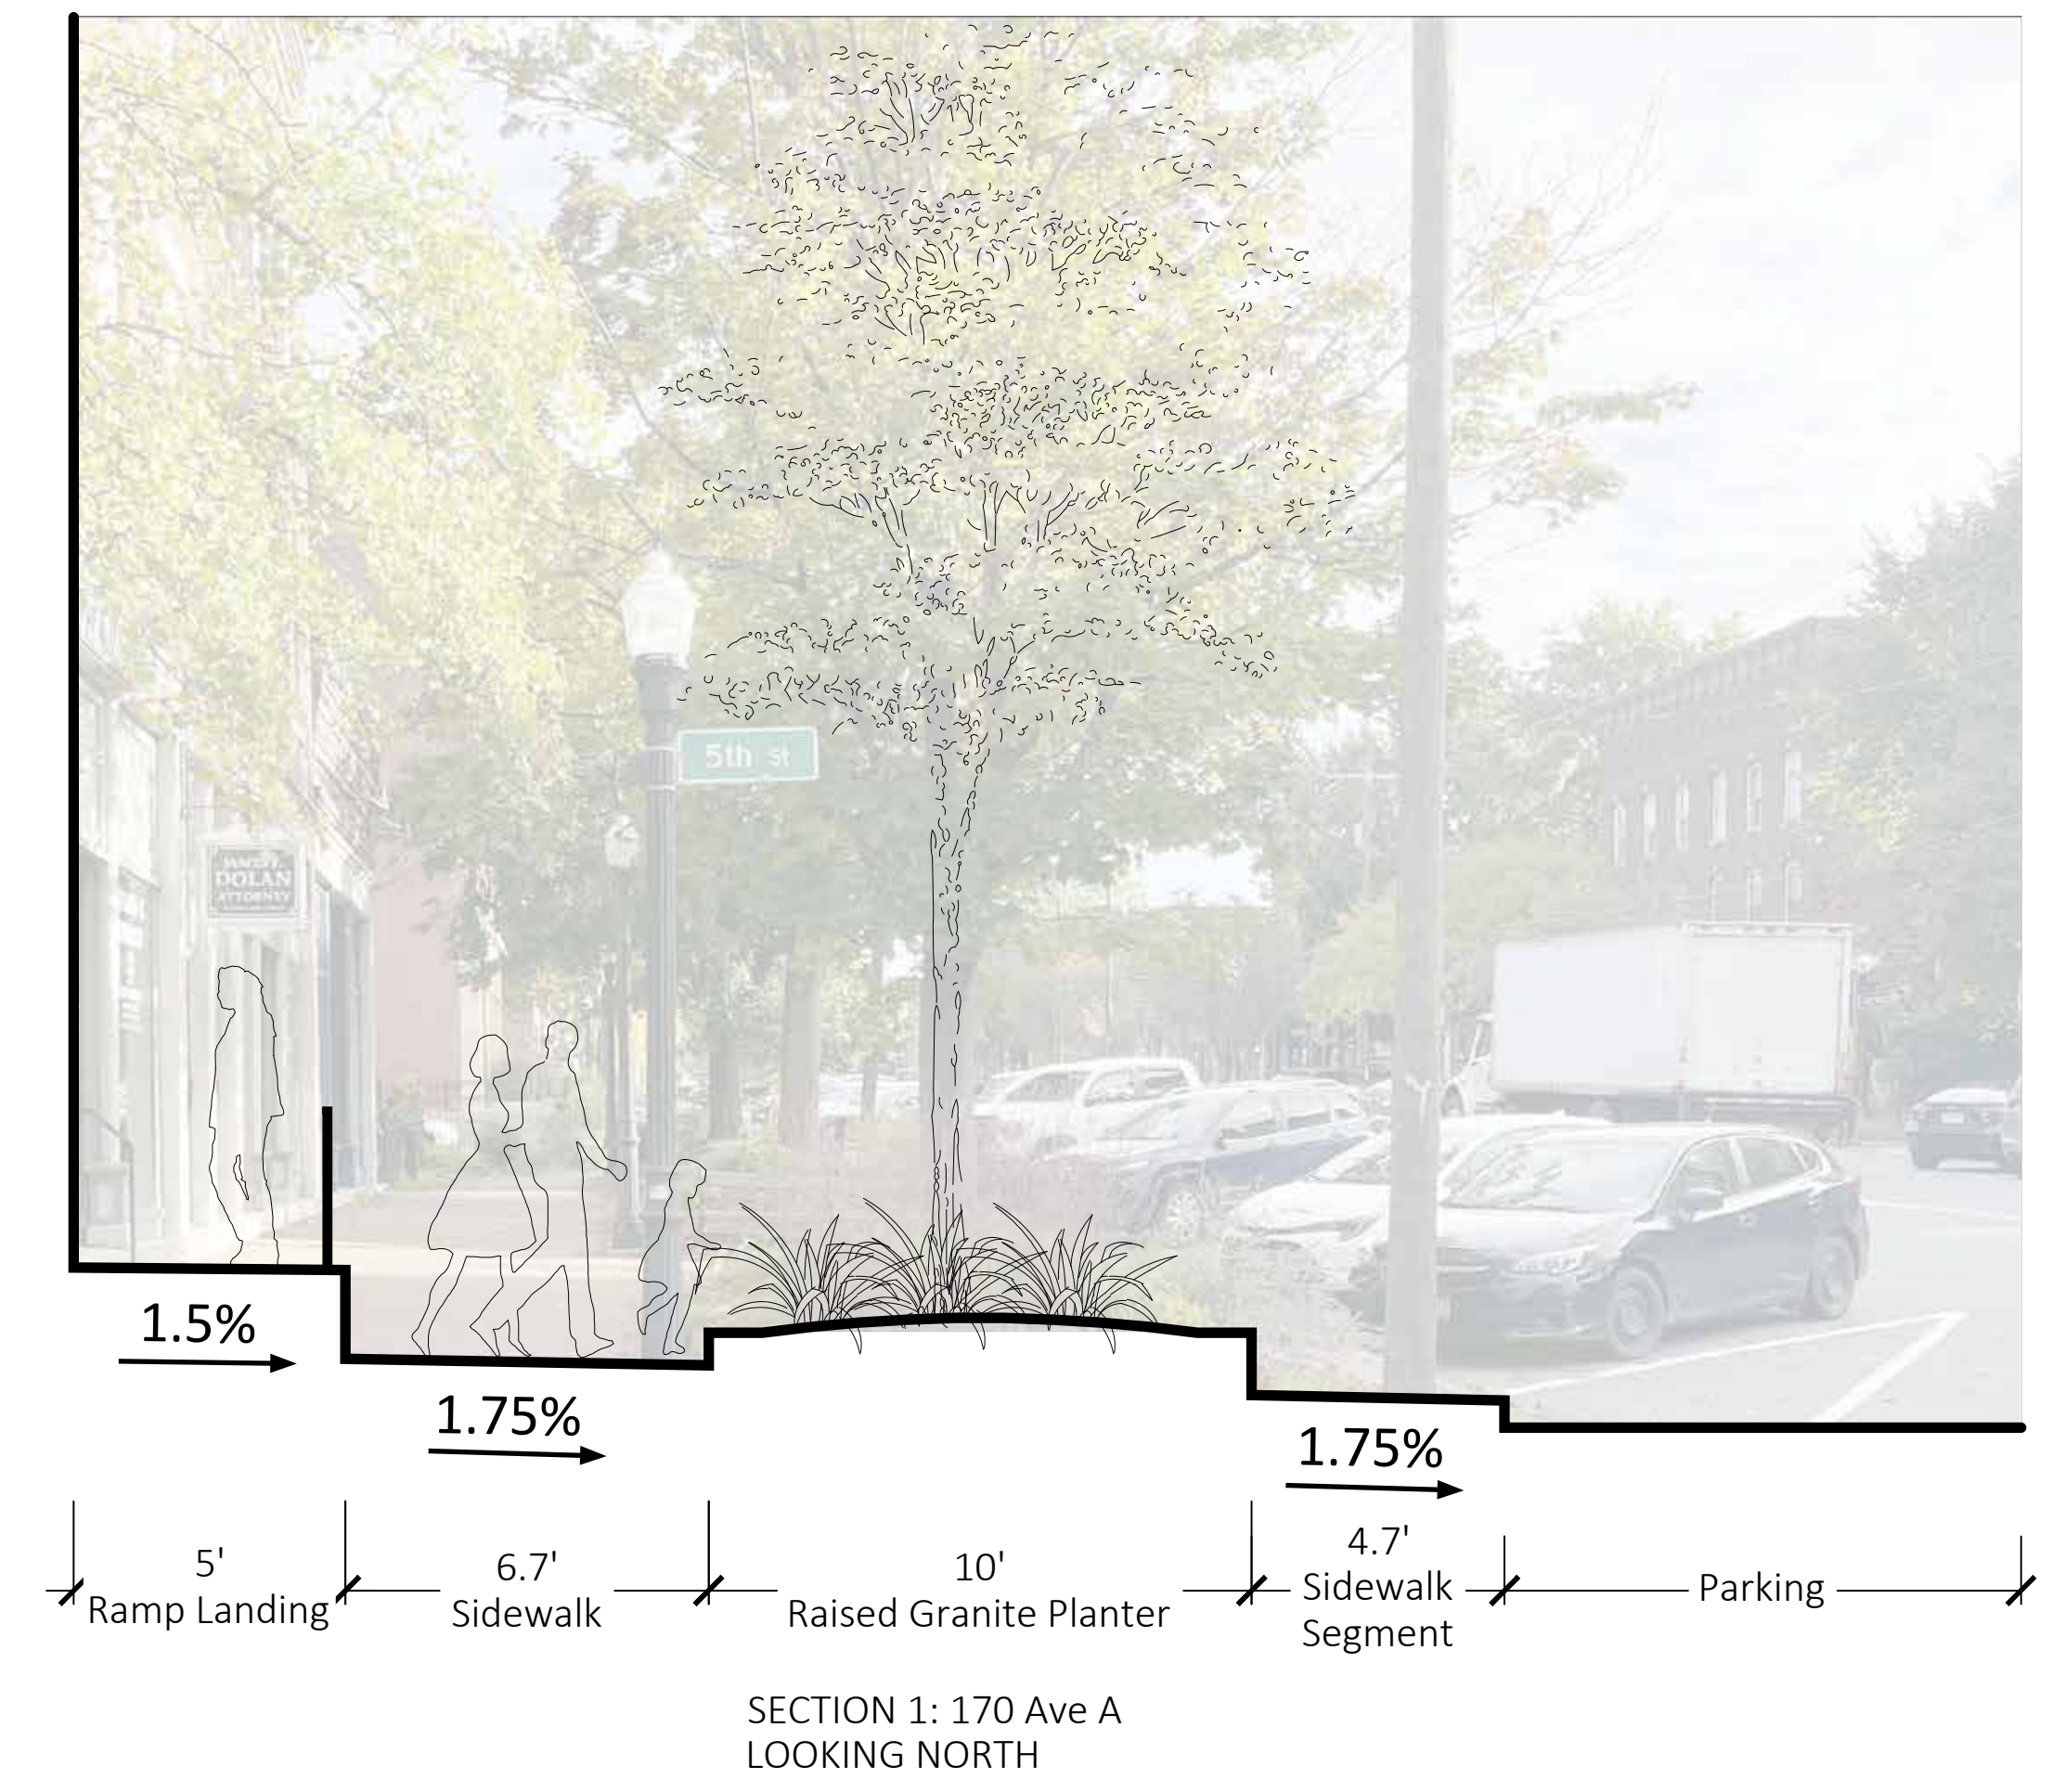 5th St
JAMES F.
DOLAN
ATTORNEY
1.5%
1.75%
1.75%
5'
Ramp Landing
6.7'
Sidewalk
10'
Raised Granite Planter
4.7'
Sidewalk
Segment
Parking
SECTION 1: 170 Ave A
LOOKING NORTH